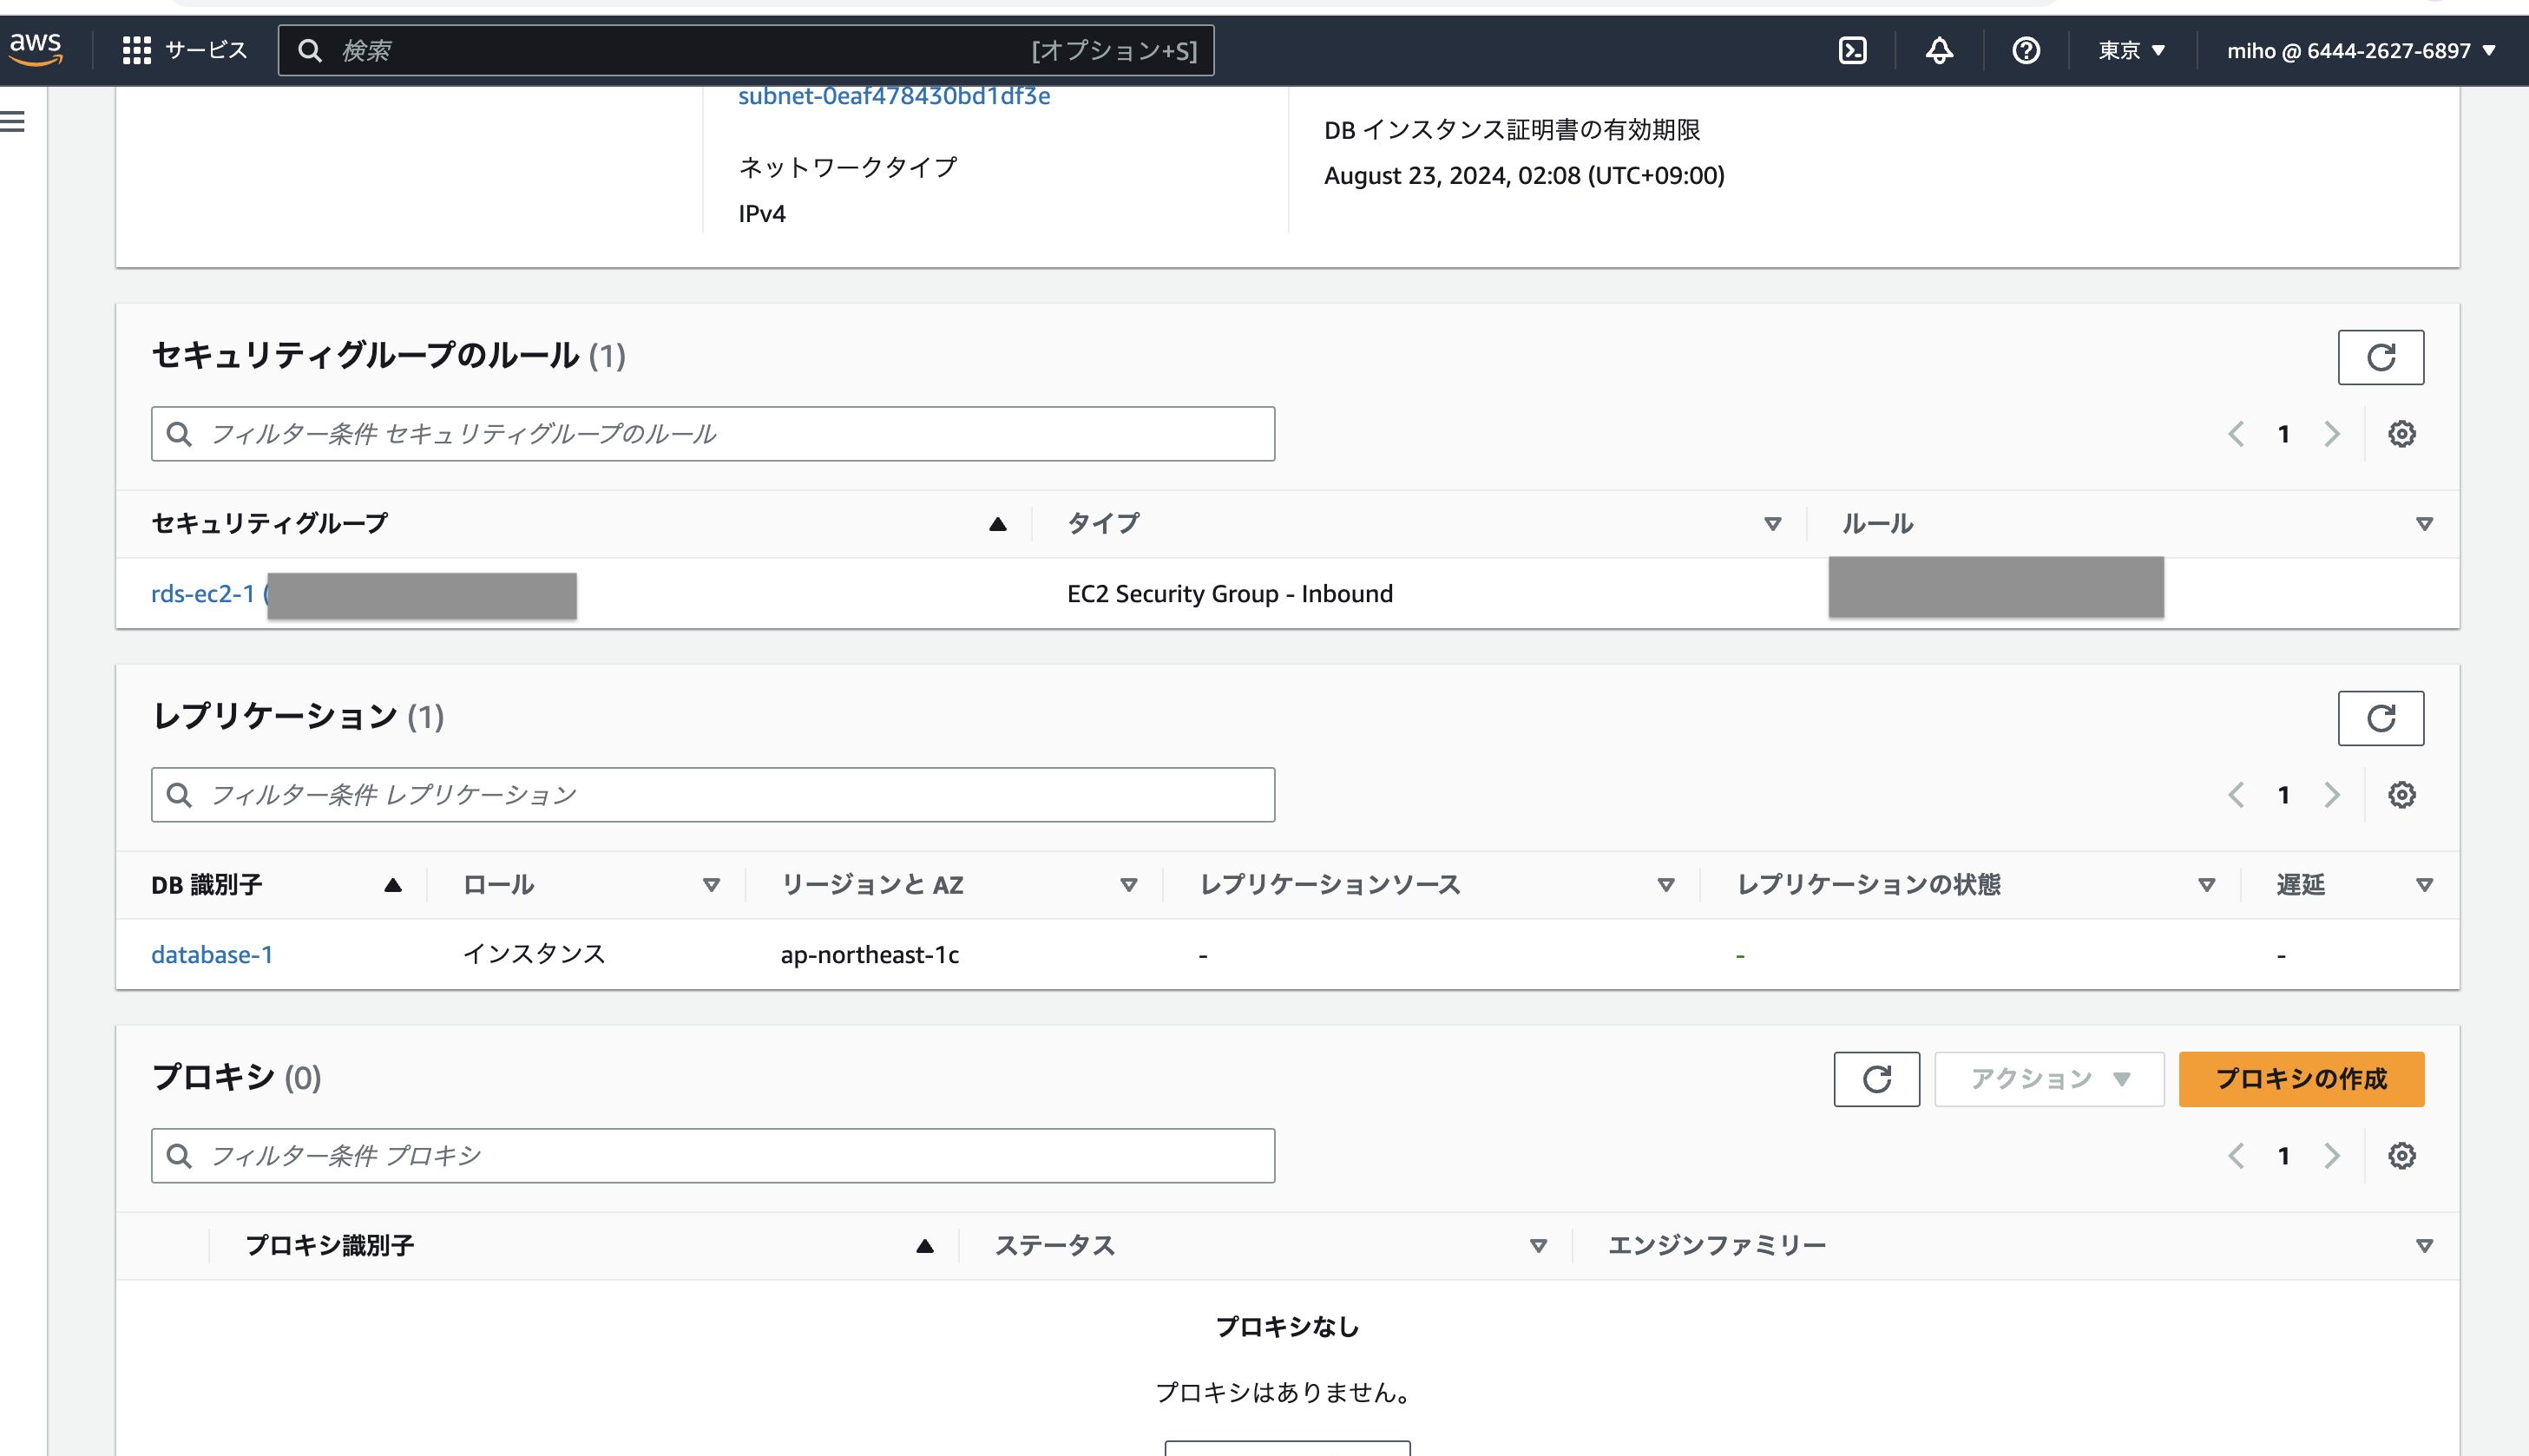 aws
サービス
検索
[オプション+S]
東京
miho @ 6444-2627-6897
subnet-0eaf478430bd1df3e
ネットワークタイプ
IPv4
DB インスタンス証明書の有効期限
August 23, 2024, 02:08 (UTC+09:00)
セキュリティグループのルール (1)
フィルター条件 セキュリティグループのルール
1
セキュリティグループ タイプ ルール
rds-ec2-1 ( EC2 Security Group - Inbound
レプリケーション (1)
フィルター条件 レプリケーション
1
DB 識別子 ロール リージョンと AZ レプリケーションソース レプリケーションの状態 遅延
database-1 インスタンス ap-northeast-1c - - -
プロキシ (0)
アクション
プロキシの作成
フィルター条件 プロキシ
1
プロキシ識別子 ステータス エンジンファミリー
プロキシなし
プロキシはありません。